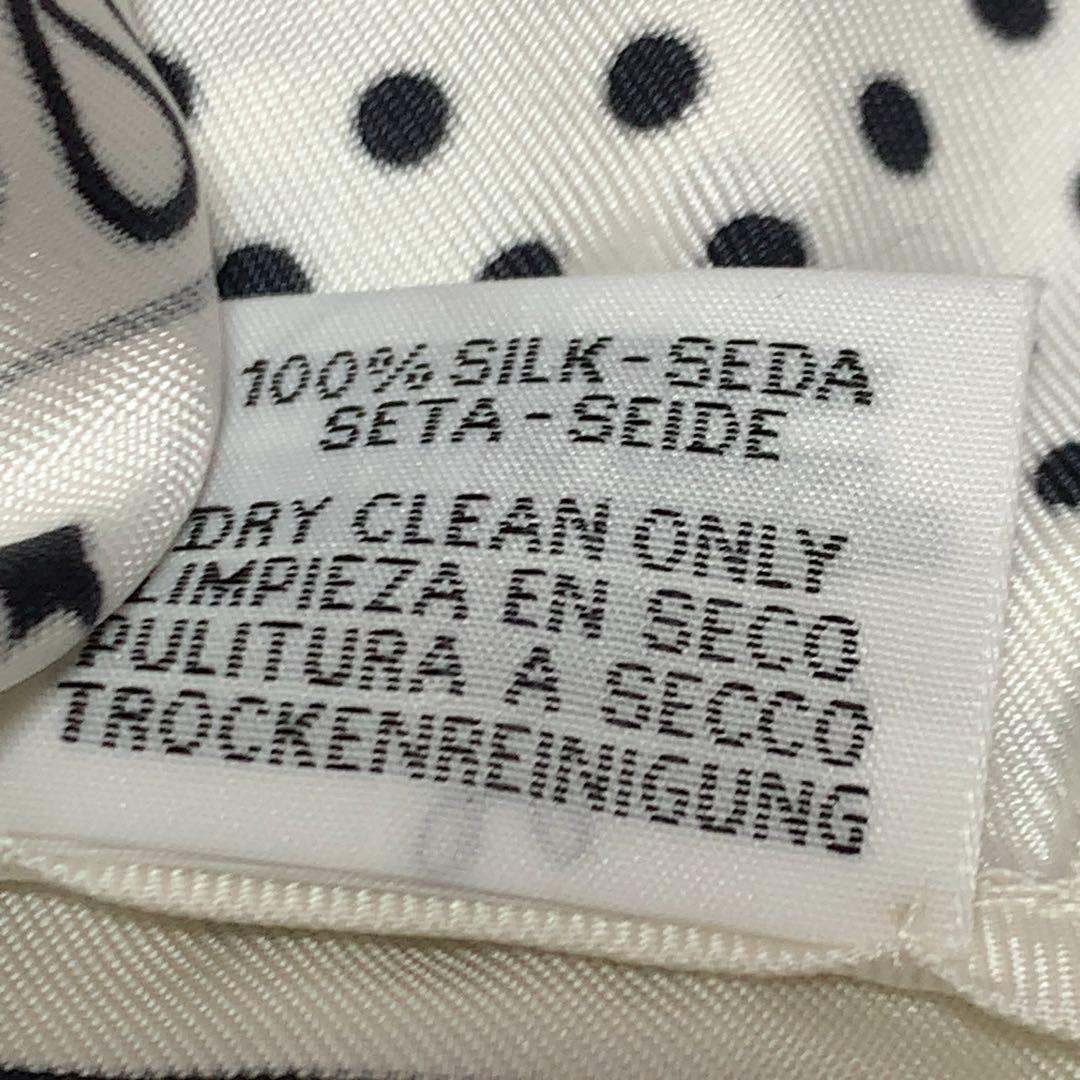 100% SILK - SEDA
SETA - SEIDE
DRY CLEAN ONLY
LIMPIEZA EN SECO
PULITURA A SECCO
TROCKENREINIGUNG